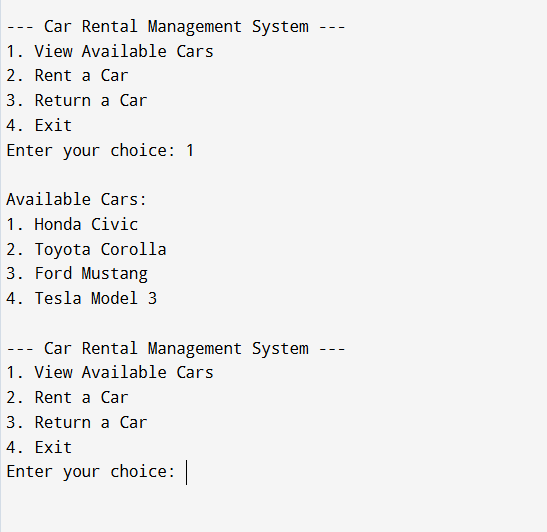 --- Car Rental Management System ---
1. View Available Cars
2. Rent a Car
3. Return a Car
4. Exit
Enter your choice: 1
Available Cars:
1. Honda Civic
2. Toyota Corolla
3. Ford Mustang
4. Tesla Model 3
--- Car Rental Management System ---
1. View Available Cars
2. Rent a Car
3. Return a Car
4. Exit
Enter your choice: